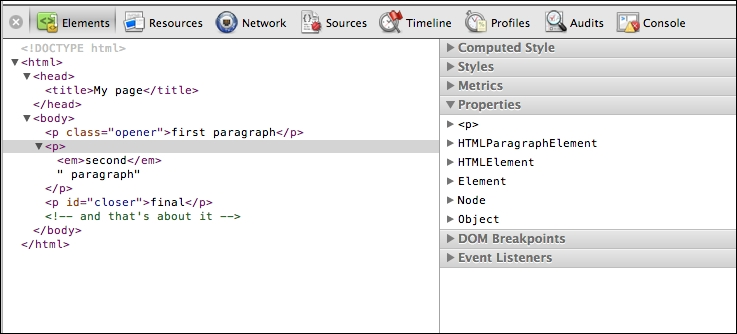 Elements Resources Network Sources Timeline Profiles Audits Console
<!DOCTYPE html>
<html>
<head>
<title>My page</title>
</head>
<body>
<p class="opener">first paragraph</p>
<p>
<em>second</em>
" paragraph"
</p>
<p id="closer">final</p>
<!-- and that's about it -->
</body>
</html>
Computed Style
Styles
Metrics
Properties
<p>
HTMLParagraphElement
HTMLElement
Element
Node
Object
DOM Breakpoints
Event Listeners